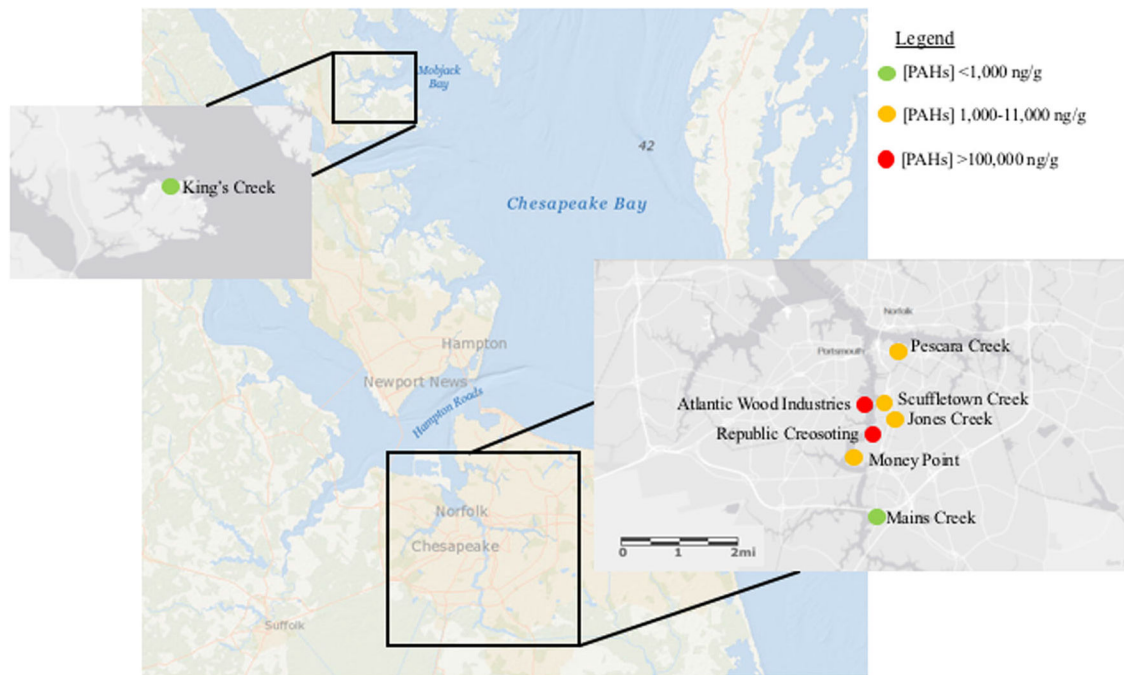 Legend
[PAHs] <1,000 ng/g
[PAHs] 1,000-11,000 ng/g
[PAHs] >100,000 ng/g
Mobjack
Bay
42
King's Creek
Chesapeake Bay
Hampton
Newport News
Hampton Roads
Norfolk
Chesapeake
Suffolk
Norfolk
Portsmouth
Pescara Creek
Atlantic Wood Industries
Scuffletown Creek
Jones Creek
Republic Creosoting
Money Point
Mains Creek
0 1 2mi